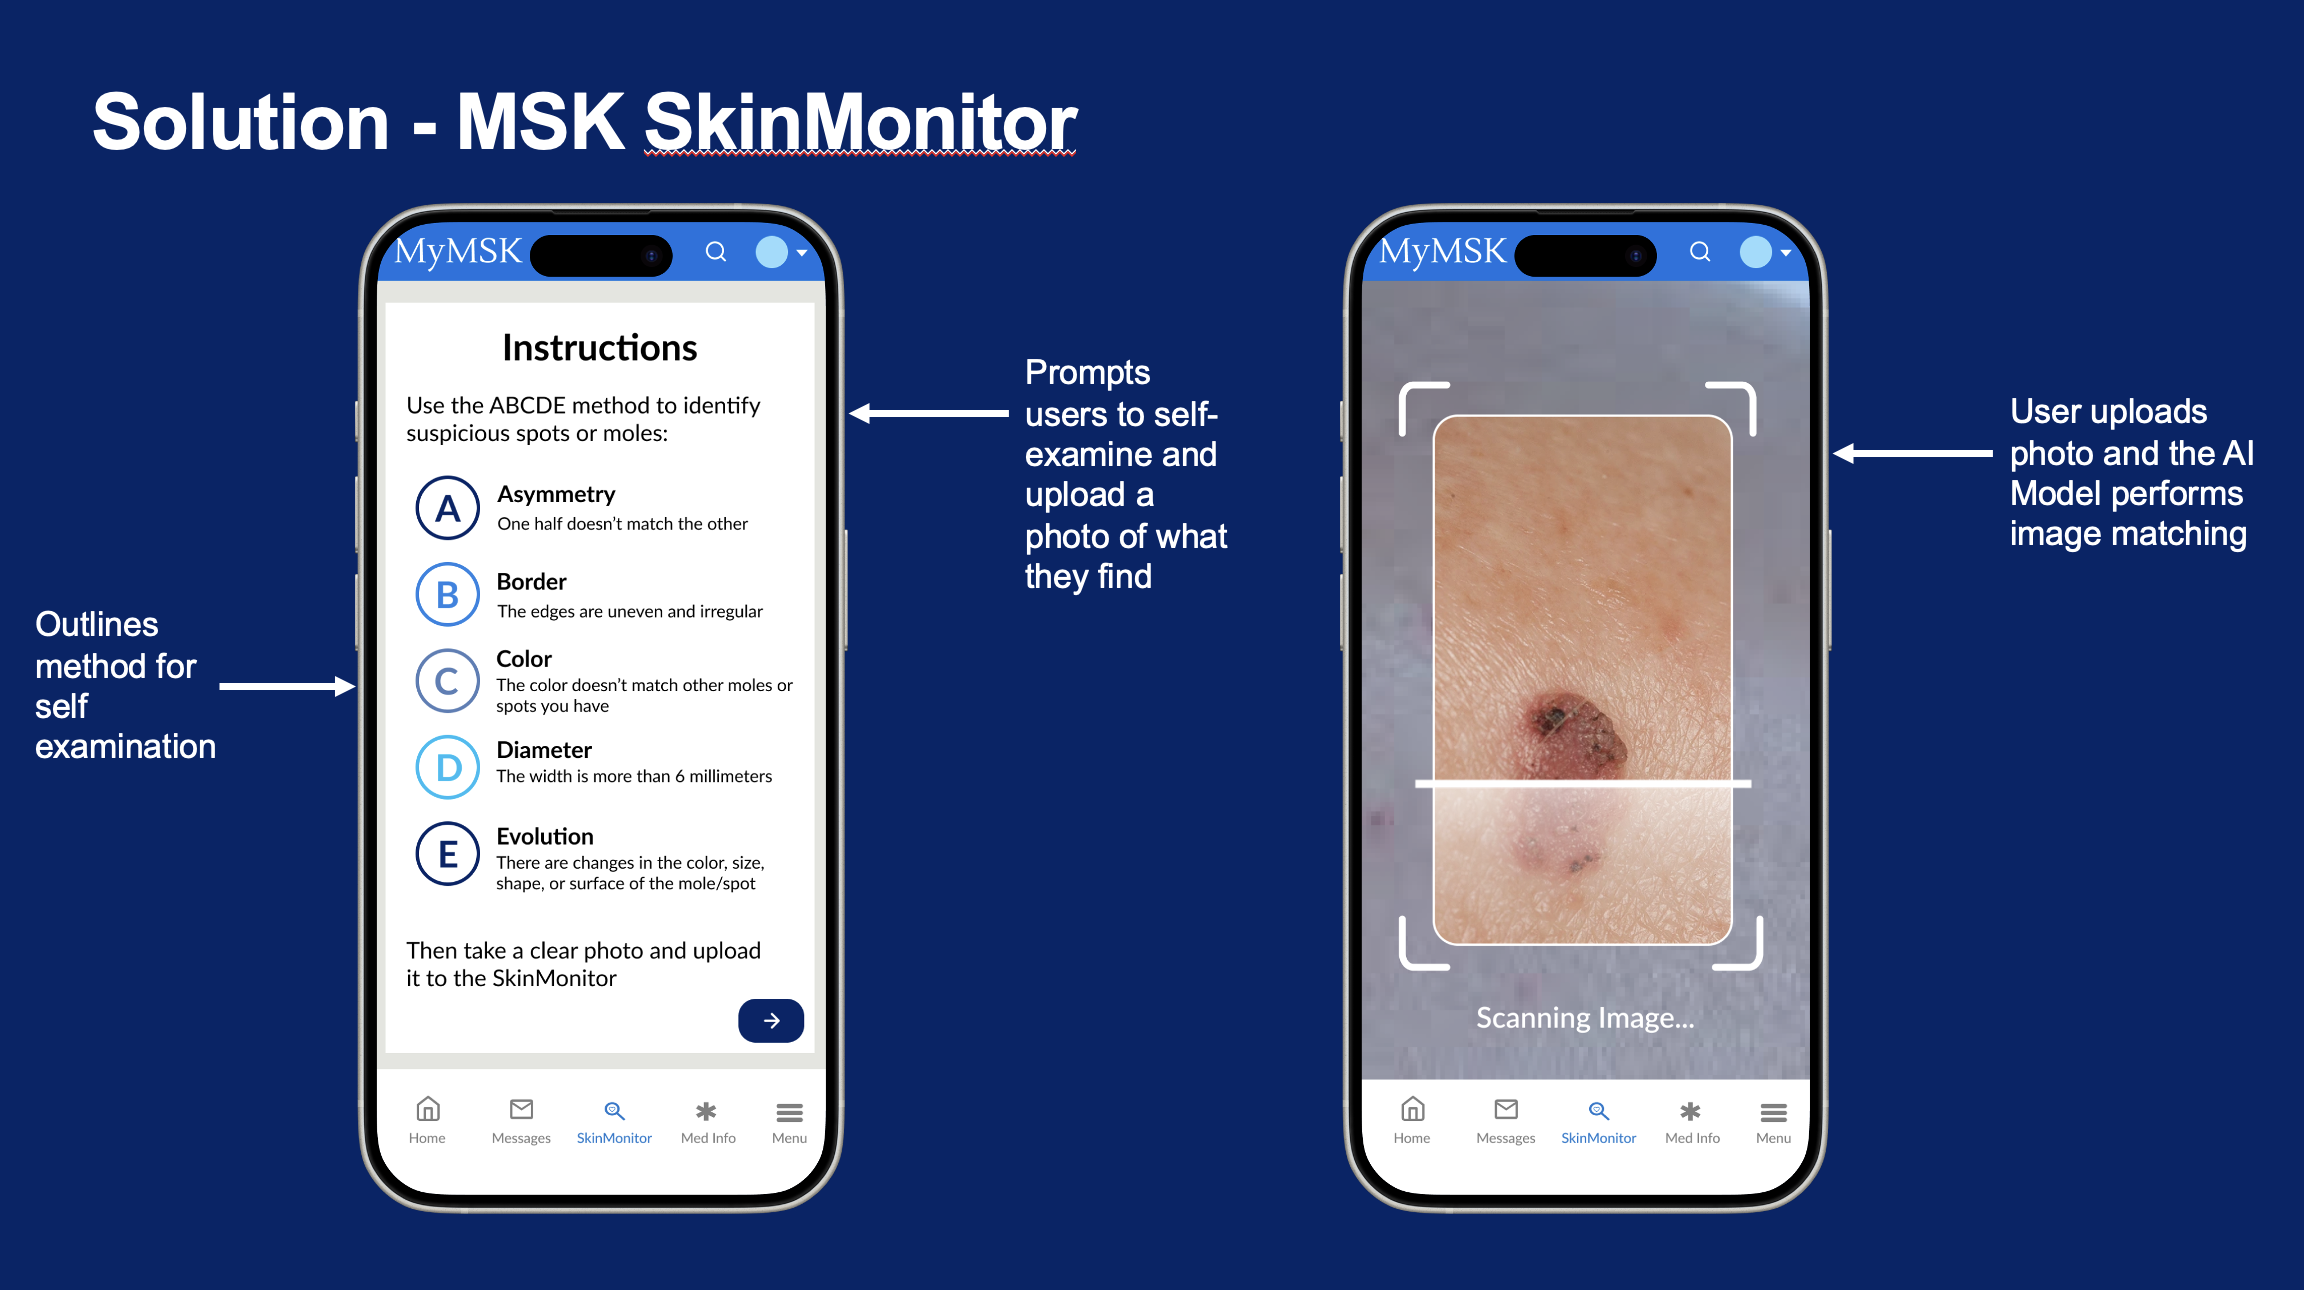 Solution - MSK SkinMonitor
Outlines
method for
self
examination
MyMSK
Instructions
Use the ABCDE method to identify
suspicious spots or moles:
A
Asymmetry
One half doesn't match the other
B
Border
The edges are uneven and irregular
C
Color
The color doesn't match other moles or
spots you have
D
Diameter
The width is more than 6 millimeters
E
Evolution
There are changes in the color, size,
shape, or surface of the mole/spot
Then take a clear photo and upload
it to the SkinMonitor
Home
Messages
SkinMonitor
Med Info
Menu
Prompts
users to self-
examine and
upload a
photo of what
they find
MyMSK
Scanning Image...
Home
Messages
SkinMonitor
Med Info
Menu
User uploads
photo and the AI
Model performs
image matching